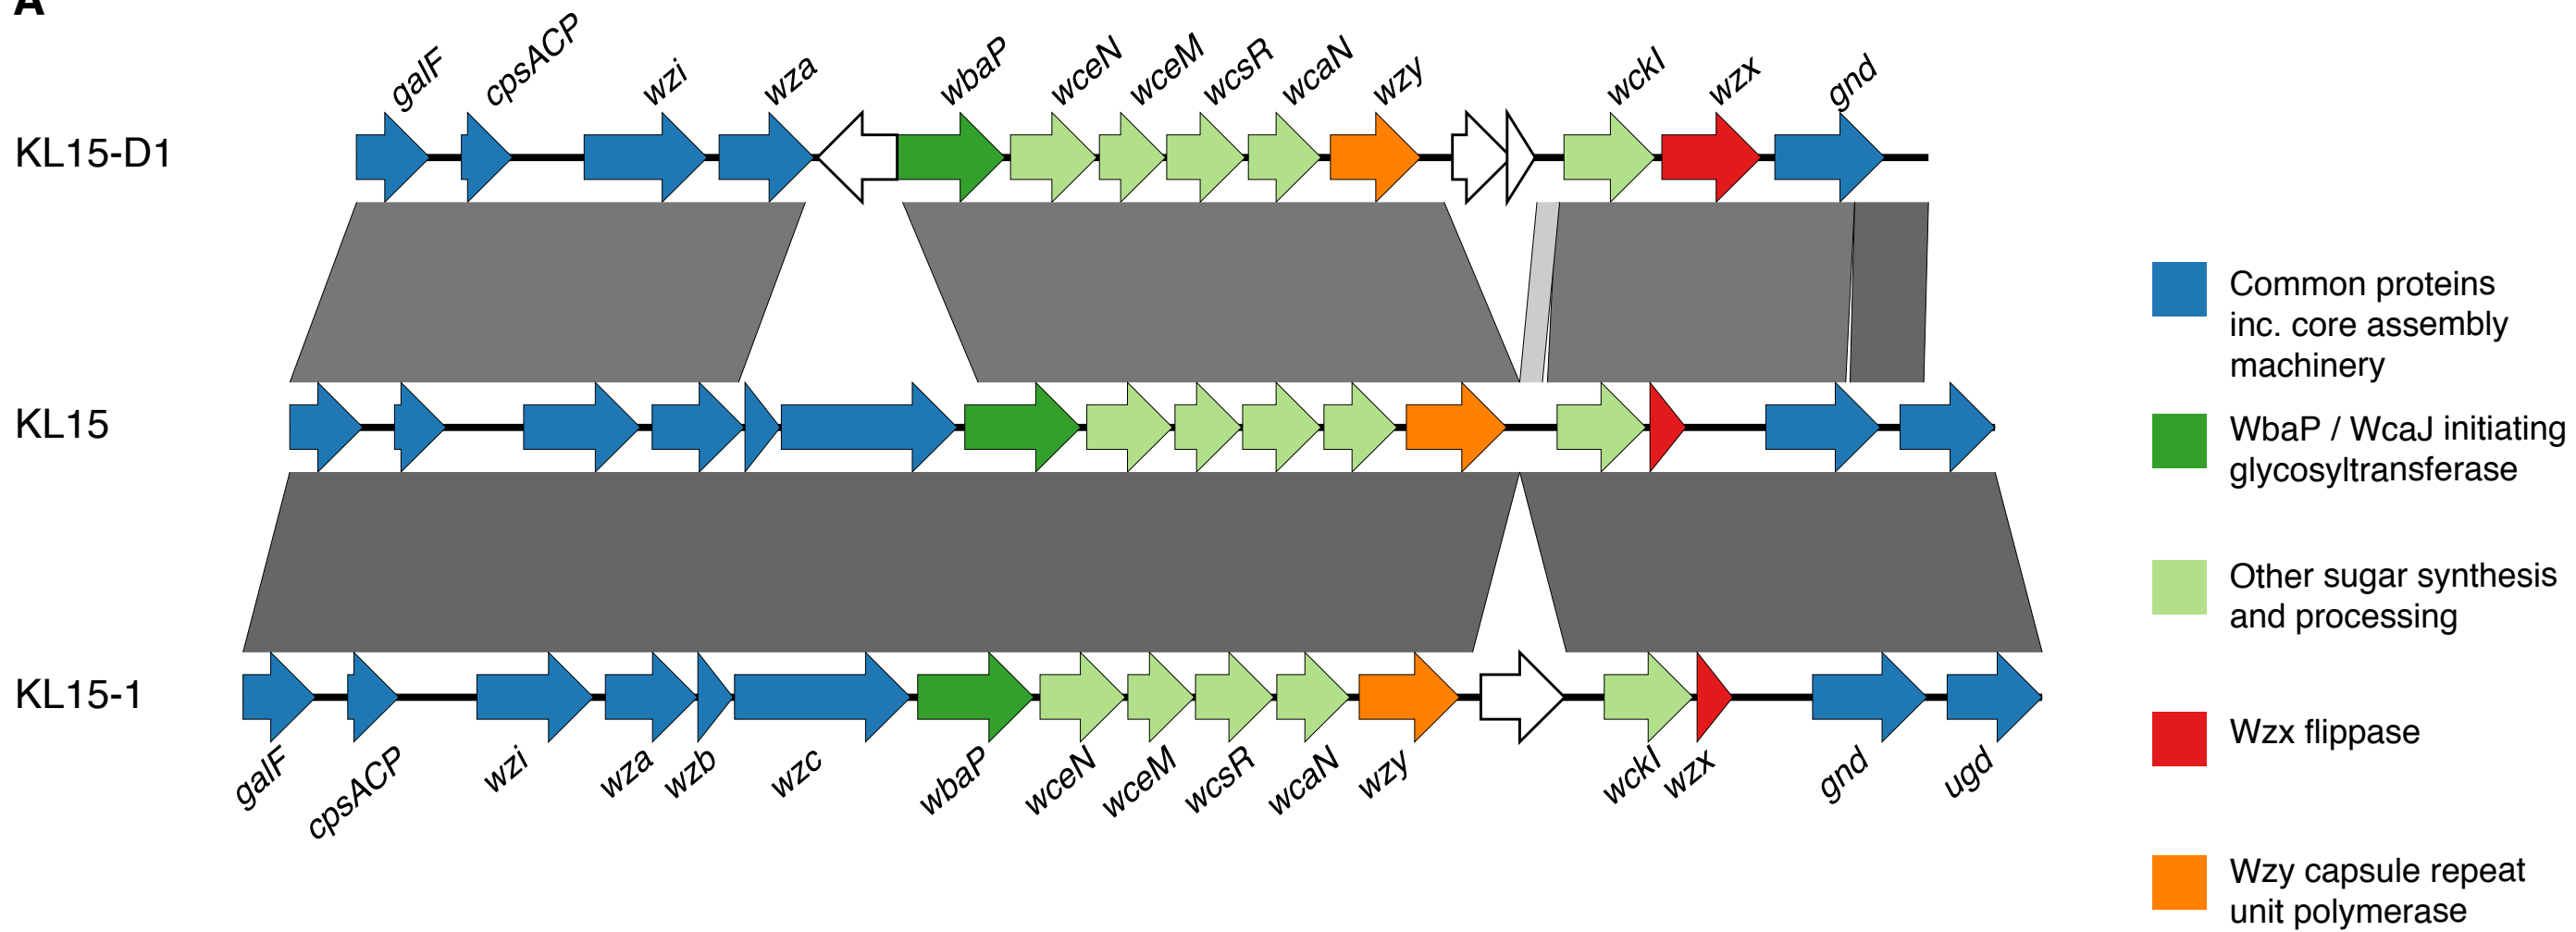 A
galF cpsACP wzi wza wbaP wceN wceM wcsR wcaN wzy wckI wzx gnd
KL15-D1
KL15
KL15-1
galF cpsACP wzi wza wzb wzc wbaP wceN wceM wcsR wcaN wzy wckI wzx gnd ugd
Common proteins
inc. core assembly
machinery
WbaP / WcaJ initiating
glycosyltransferase
Other sugar synthesis
and processing
Wzx flippase
Wzy capsule repeat
unit polymerase